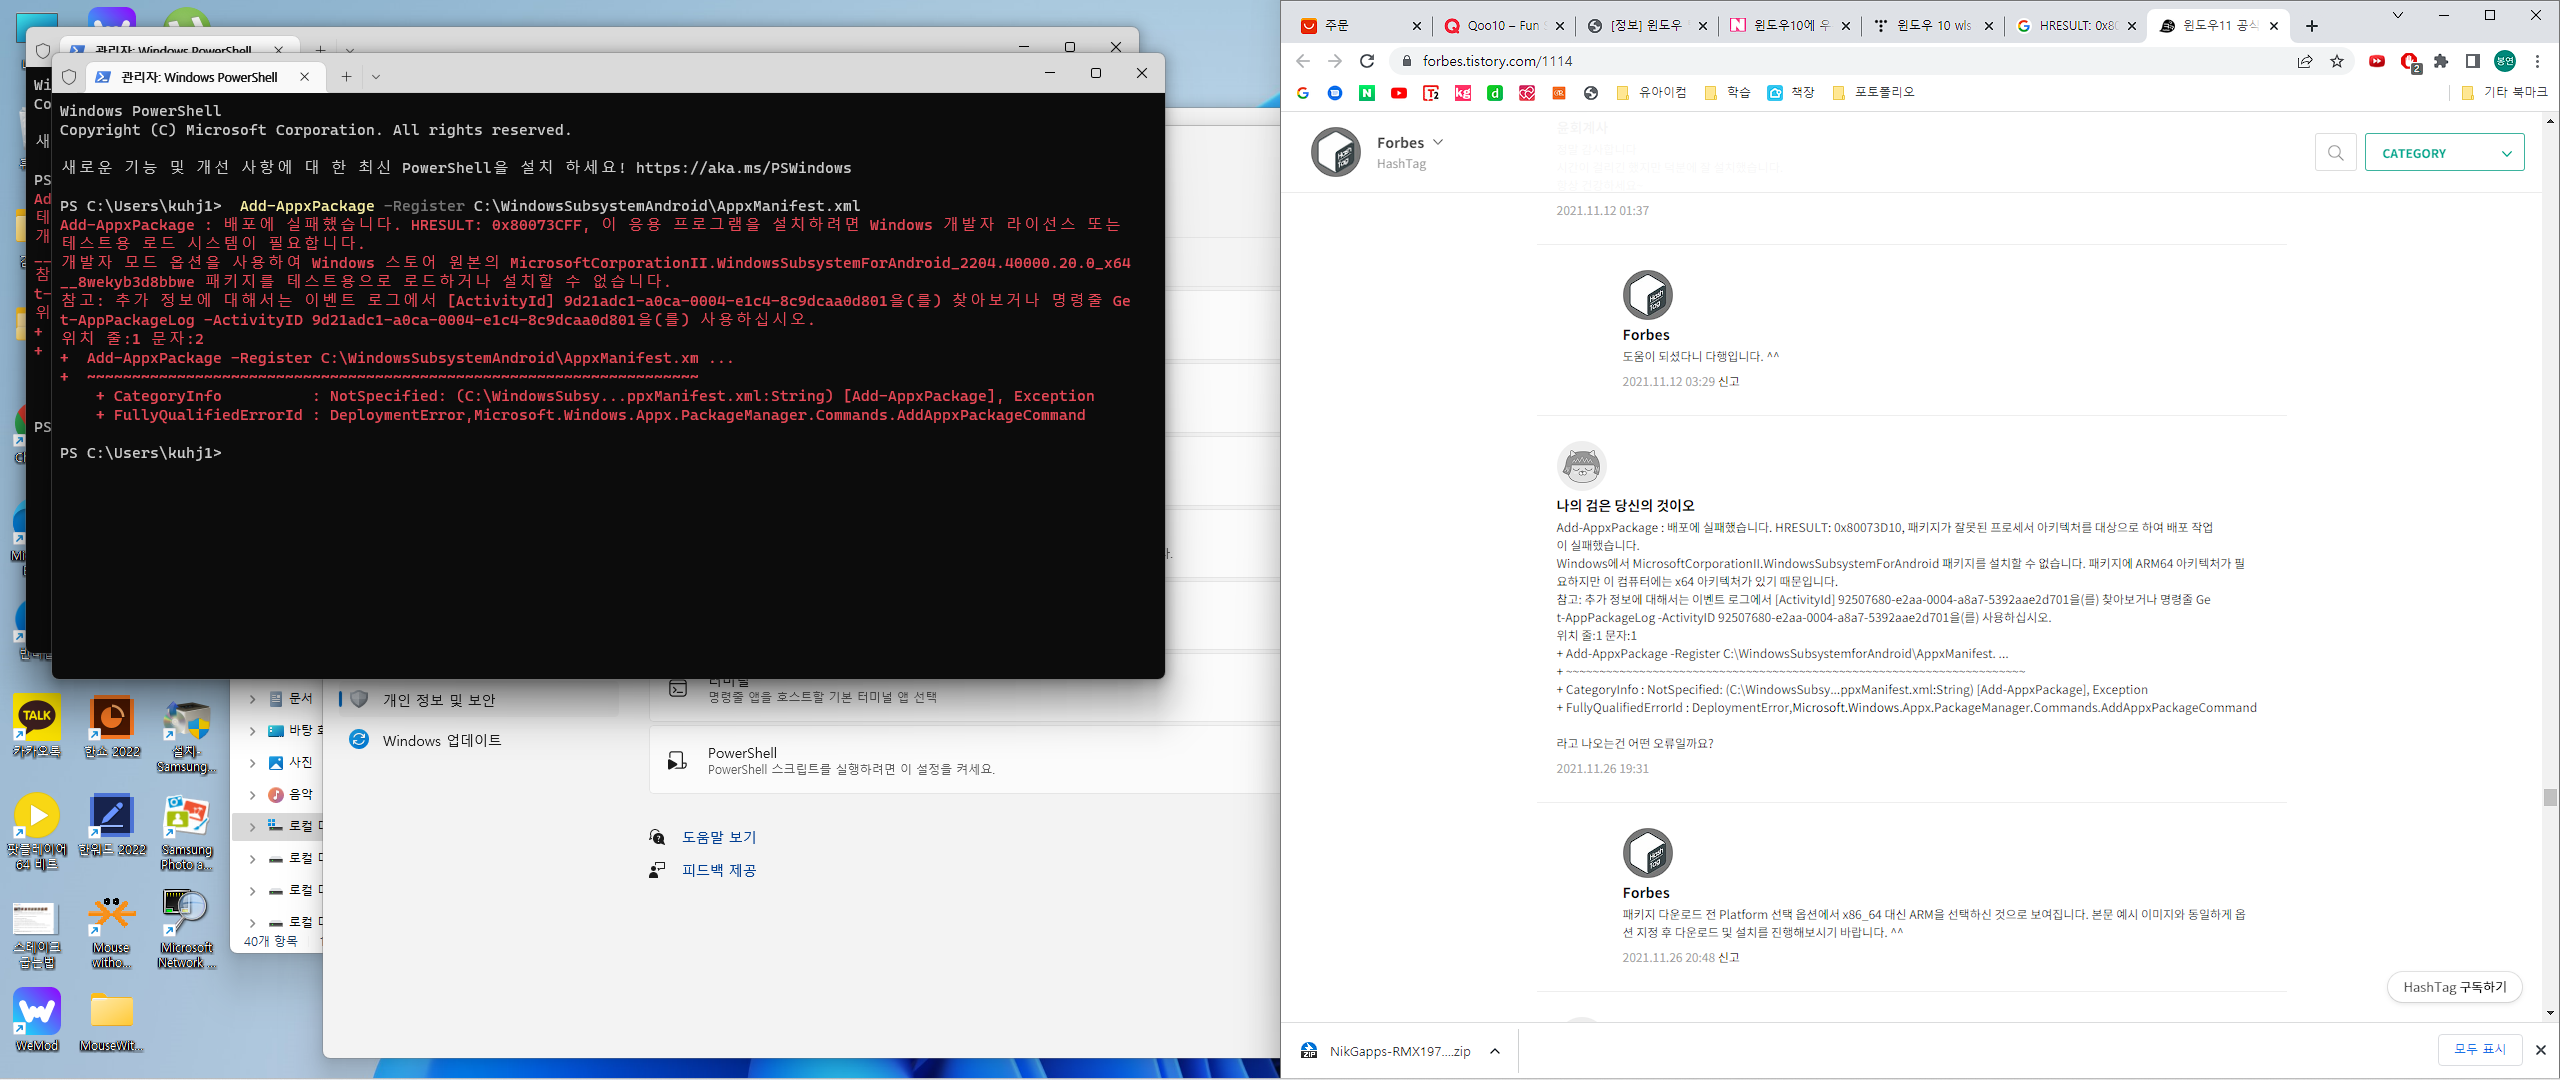 관리자: Windows PowerShell
관리자: Windows PowerShell
Windows PowerShell
Copyright (C) Microsoft Corporation. All rights reserved.
새로운 기능 및 개선 사항에 대 한 최신 PowerShell을 설치 하세요! https://aka.ms/PSWindows
PS C:\Users\kuhj1>  Add-AppxPackage -Register C:\WindowsSubsystemAndroid\AppxManifest.xml
Add-AppxPackage : 배포에 실패했습니다. HRESULT: 0x80073CFF, 이 응용 프로그램을 설치하려면 Windows 개발자 라이선스 또는
테스트용 로드 시스템이 필요합니다.
개발자 모드 옵션을 사용하여 Windows 스토어 원본의 MicrosoftCorporationII.WindowsSubsystemForAndroid_2204.40000.20.0_x64
__8wekyb3d8bbwe 패키지를 테스트용으로 로드하거나 설치할 수 없습니다.
참고: 추가 정보에 대해서는 이벤트 로그에서 [ActivityId] 9d21adc1-a0ca-0004-e1c4-8c9dcaa0d801을(를) 찾아보거나 명령줄 Ge
t-AppPackageLog -ActivityID 9d21adc1-a0ca-0004-e1c4-8c9dcaa0d801을(를) 사용하십시오.
위치 줄:1 문자:2
+  Add-AppxPackage -Register C:\WindowsSubsystemAndroid\AppxManifest.xm ...
+  ~~~~~~~~~~~~~~~~~~~~~~~~~~~~~~~~~~~~~~~~~~~~~~~~~~~~~~~~~~~~~~~~~~~~
+ CategoryInfo          : NotSpecified: (C:\WindowsSubsy...ppxManifest.xml:String) [Add-AppxPackage], Exception
+ FullyQualifiedErrorId : DeploymentError,Microsoft.Windows.Appx.PackageManager.Commands.AddAppxPackageCommand
PS C:\Users\kuhj1>
문서
사진
음악
40개 항목
개인 정보 및 보안
Windows 업데이트
터미널
명령줄 앱을 호스트할 기본 터미널 앱 선택
PowerShell
PowerShell 스크립트를 실행하려면 이 설정을 켜세요.
도움말 보기
피드백 제공
카카오톡
한쇼 2022
설치-
Samsung...
팟플레이어
64 비트
한워드 2022
Samsung
Photo a...
스테이크
굽는법
Mouse
witho...
Microsoft
Network ...
WeMod
MouseWit...
주문
Qoo10 – Fun S
[정보] 윈도우
윈도우10에 우
윈도우 10 wls
HRESULT: 0x80
윈도우11 공식
forbes.tistory.com/1114
유아이컴
학습
책장
포토폴리오
기타 북마크
Forbes
HashTag
CATEGORY
2021.11.12 01:37
Forbes
도움이 되셨다니 다행입니다. ^^
2021.11.12 03:29 신고
나의 검은 당신의 것이오
Add-AppxPackage : 배포에 실패했습니다. HRESULT: 0x80073D10, 패키지가 잘못된 프로세서 아키텍처를 대상으로 하여 배포 작업
이 실패했습니다.
Windows에서 MicrosoftCorporationII.WindowsSubsystemForAndroid 패키지를 설치할 수 없습니다. 패키지에 ARM64 아키텍처가 필
요하지만 이 컴퓨터에는 x64 아키텍처가 있기 때문입니다.
참고: 추가 정보에 대해서는 이벤트 로그에서 [ActivityId] 92507680-e2aa-0004-a8a7-5392aae2d701을(를) 찾아보거나 명령줄 Ge
t-AppPackageLog -ActivityID 92507680-e2aa-0004-a8a7-5392aae2d701을(를) 사용하십시오.
위치 줄:1 문자:1
+ Add-AppxPackage -Register C:\WindowsSubsystemforAndroid\AppxManifest. ...
+ ~~~~~~~~~~~~~~~~~~~~~~~~~~~~~~~~~~~~~~~~~~~~~~~~~~~~~~~~~~~~~~~~~~~~~
+ CategoryInfo : NotSpecified: (C:\WindowsSubsy...ppxManifest.xml:String) [Add-AppxPackage], Exception
+ FullyQualifiedErrorId : DeploymentError,Microsoft.Windows.Appx.PackageManager.Commands.AddAppxPackageCommand
라고 나오는건 어떤 오류일까요?
2021.11.26 19:31
Forbes
패키지 다운로드 전 Platform 선택 옵션에서 x86_64 대신 ARM을 선택하신 것으로 보여집니다. 본문 예시 이미지와 동일하게 옵
션 지정 후 다운로드 및 설치를 진행해보시기 바랍니다. ^^
2021.11.26 20:48 신고
HashTag 구독하기
NikGapps-RMX197....zip
모두 표시